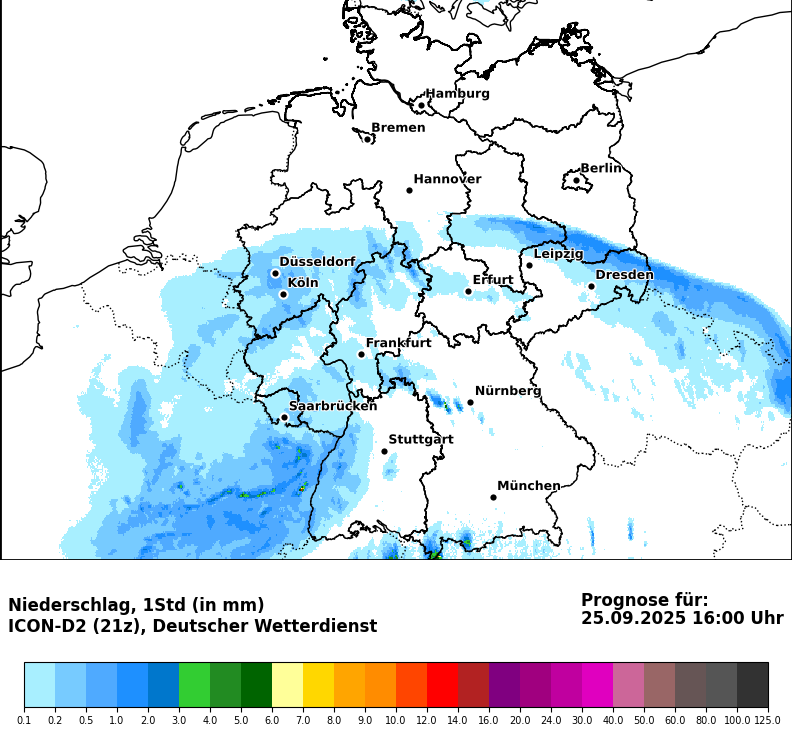 Hamburg
Bremen
Berlin
Hannover
Leipzig
Düsseldorf
Dresden
Köln
Erfurt
Frankfurt
Nürnberg
Saarbrücken
Stuttgart
München
Niederschlag, 1Std (in mm)
ICON-D2 (21z), Deutscher Wetterdienst
Prognose für:
25.09.2025 16:00 Uhr
0.1 0.2 0.5 1.0 2.0 3.0 4.0 5.0 6.0 7.0 8.0 9.0 10.0 12.0 14.0 16.0 20.0 24.0 30.0 40.0 50.0 60.0 80.0 100.0 125.0